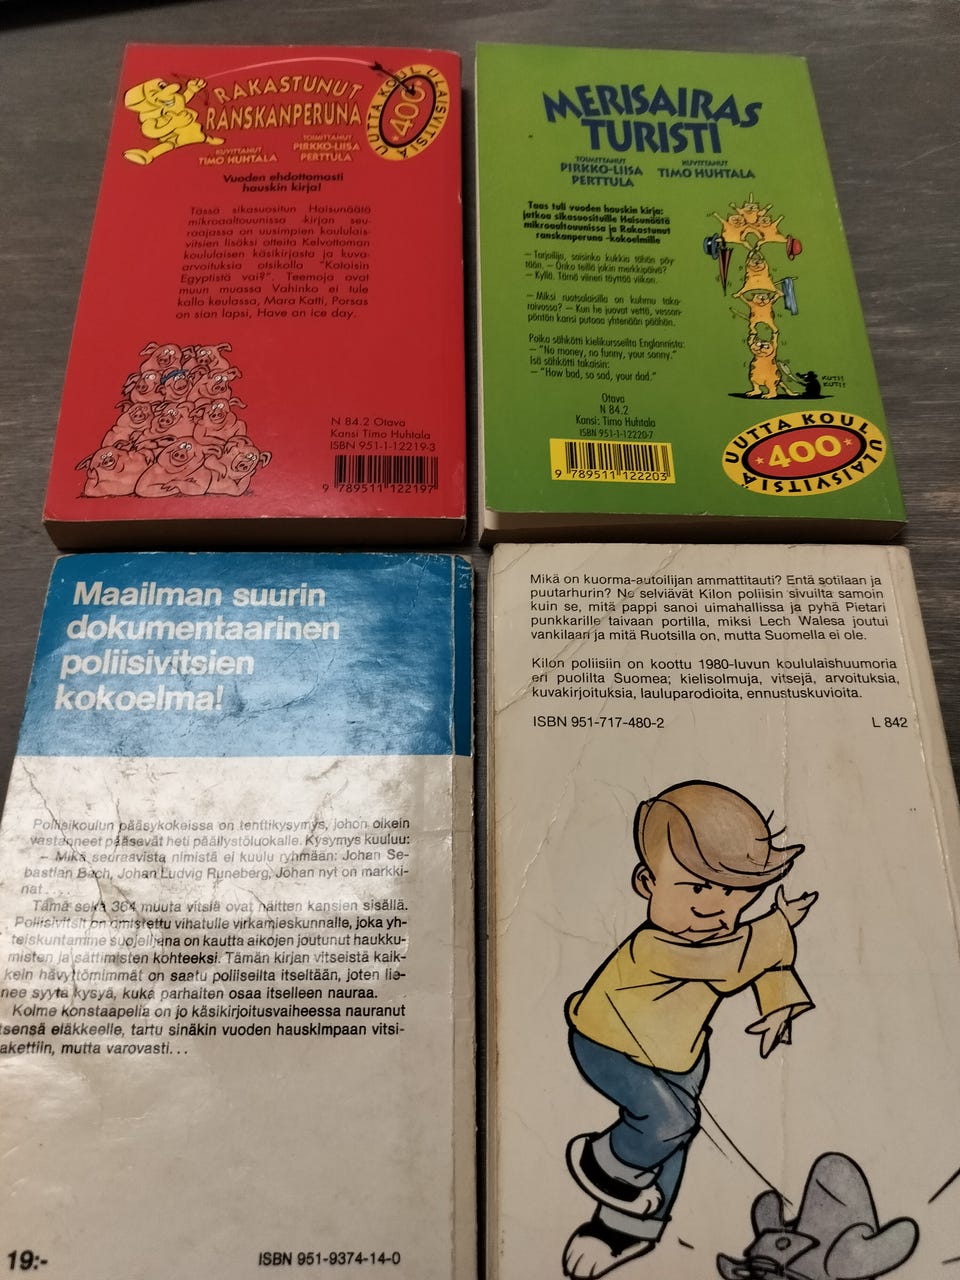 RAKASTUNUT
RANSKANPERUNA
KUVITTANUT
TIMO HUHTALA
TOIMITTANUT
PIRKKO-LIISA
PERTTULA
400
UUTTA KOULULAISVITSIÄ
Vuoden ehdottomasti
hauskin kirja!
Tässä sikasuositun Haisunäätä
mikroaaltouunissa -kirjan seu-
raajassa on uusimpien koululais-
vitsien lisäksi otteita Kelvottoman
koululaisen käsikirjasta ja kuva-
arvoituksia otsikolla "Kotoisin
Egyptistä vai?". Teemoja ovat
muun muassa Vahinko ei tule
kallo keulassa, Mara Katti, Porsas
on sian lapsi, Have an ice day.
N 84.2 Otava
Kansi Timo Huhtala
ISBN 951-1-12219-3
9 789511 122197
MERISAIRAS
TURISTI
TOIMITTANUT
PIRKKO-LIISA
PERTTULA
KUVITTANUT
TIMO HUHTALA
Taas tuli vuoden hauskin kirja:
jatkoa sikasuosituille Haisunäätä
mikroaaltouunissa ja Rakastunut
ranskanperuna -kokoelmille
– Tarjoilija, saisinko kukkia tähän pöy-
tään. – Onko teillä jokin merkkipäivä?
– Kyllä. Tämä viineri täyttää viikon.
– Miksi ruotsalaisilla on kuhmu taka-
raivossa? – Kun he juovat vettä, vessan-
pöntön kansi putoaa yhtenään päähän.
Poika sähkötti kielikurssilta Englannista:
– "No money, no funny, your sonny."
Isä sähkötti takaisin:
– "How bad, so sad, your dad."
KUTI!
KUTI!
Otava
N 84.2
Kansi: Timo Huhtala
ISBN 951-1-12220-7
9 789511 122203
UUTTA KOULULAISVITSIÄ
400
Maailman suurin
dokumentaarinen
poliisivitsien
kokoelma!
Poliisikoulun pääsykokeissa on tenttikysymys, johon oikein
vastanneet pääsevät heti päällystöluokalle. Kysymys kuuluu:
– Mikä seuraavista nimistä ei kuulu ryhmään: Johan Se-
bastian Bach, Johan Ludvig Runeberg, Johan nyt on markki-
nat....
Tämä sekä 364 muuta vitsiä ovat näitten kansien sisällä.
Poliisivitsit on omistettu vihatulle virkamieskunnalle, joka yh-
teiskuntamme suojelijana on kautta aikojen joutunut haukku-
misten ja sättimisten kohteeksi. Tämän kirjan vitseistä kaik-
kein hävyttömimmät on saatu poliiseilta itseltään, joten lie-
nee syytä kysyä, kuka parhaiten osaa itselleen nauraa.
Kolme konstaapelia on jo käsikirjoitusvaiheessa nauranut
tsensä eläkkeelle, tartu sinäkin vuoden hauskimpaan vitsi-
akettiin, mutta varovasti...
19:-
ISBN 951-9374-14-0
Mikä on kuorma-autoilijan ammattitauti? Entä sotilaan ja
puutarhurin? Ne selviävät Kilon poliisin sivuilta samoin
kuin se, mitä pappi sanoi uimahallissa ja pyhä Pietari
punkkarille taivaan portilla, miksi Lech Walesa joutui
vankilaan ja mitä Ruotsilla on, mutta Suomella ei ole.
Kilon poliisiin on koottu 1980-luvun koululaishuumoria
eri puolilta Suomea; kielisolmuja, vitsejä, arvoituksia,
kuvakirjoituksia, lauluparodioita, ennustuskuvioita.
ISBN 951-717-480-2
L 842